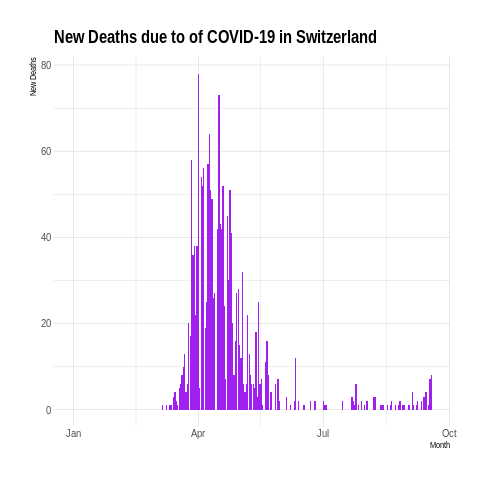 New Deaths due to of COVID-19 in Switzerland
New Deaths
80
60
40
20
0
Jan Apr Jul Oct
Month